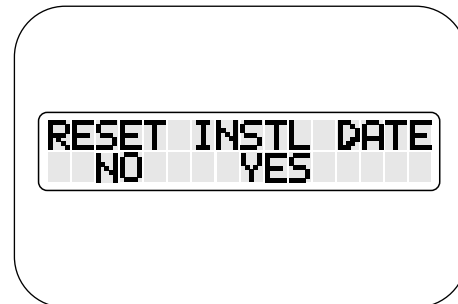 RESET INSTL DATE
NO YES